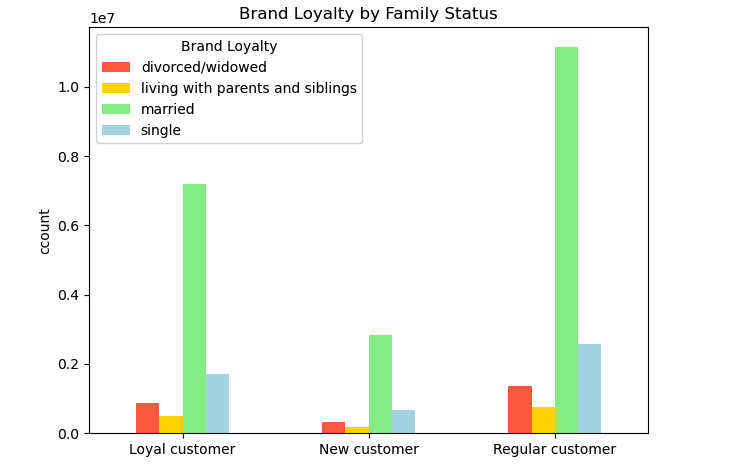 Brand Loyalty by Family Status
1e7
Brand Loyalty
divorced/widowed
living with parents and siblings
married
single
1.0
0.8
0.6
0.4
0.2
0.0
ccount
Loyal customer
New customer
Regular customer